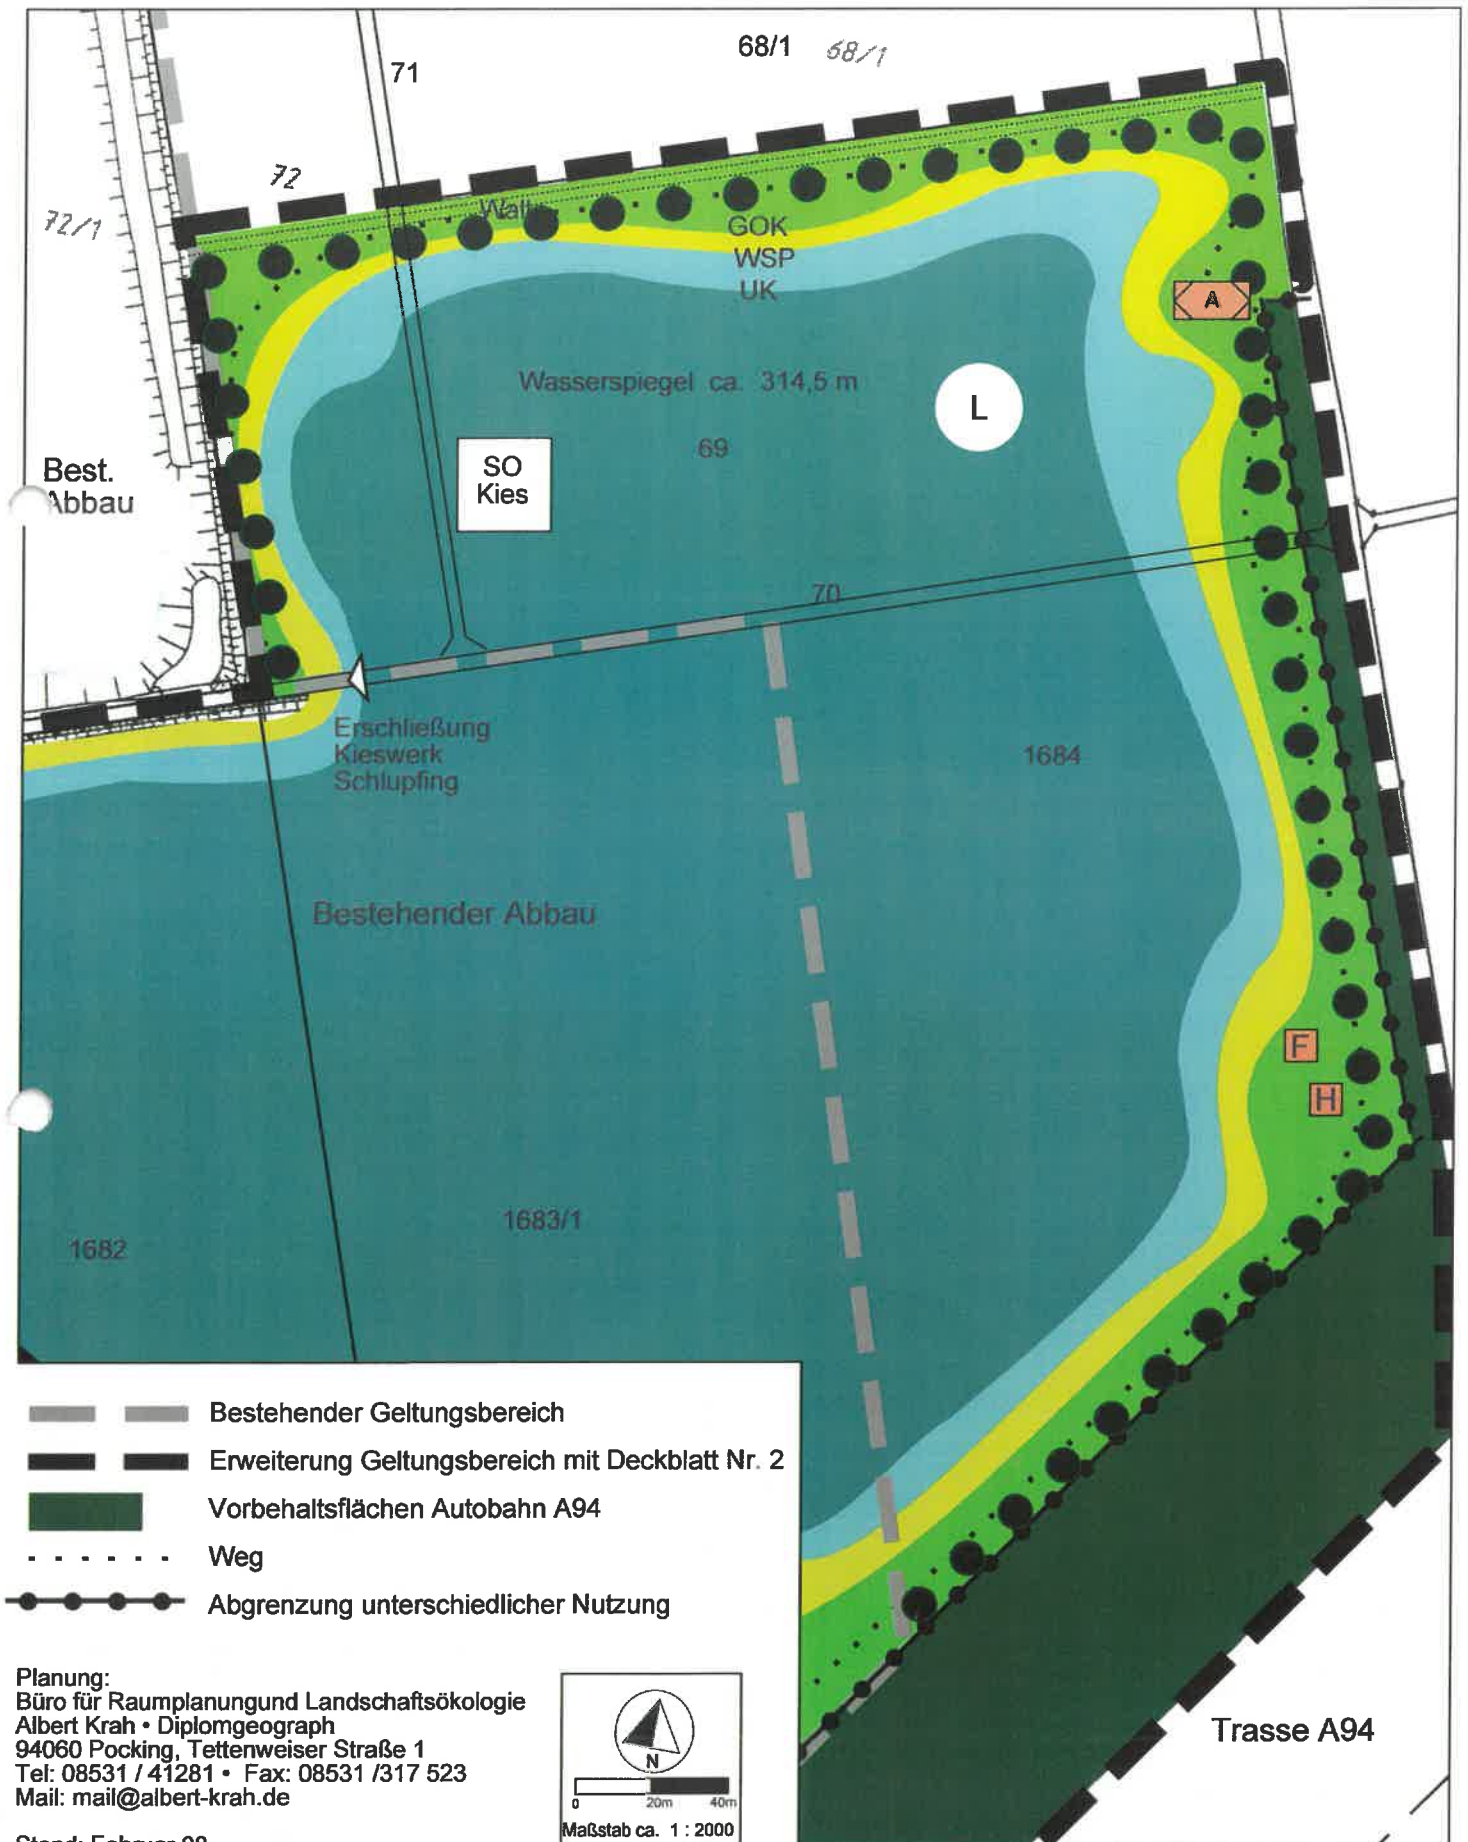 68/1 68/1
71
72
72/1
Wall
GOK
WSP
UK
A
Wasserspiegel ca. 314,5 m
L
69
SO
Kies
Best.
Abbau
70
Erschließung
Kieswerk
Schlupfing
1684
Bestehender Abbau
F
H
1683/1
1682
Bestehender Geltungsbereich
Erweiterung Geltungsbereich mit Deckblatt Nr. 2
Vorbehaltsflächen Autobahn A94
Weg
Abgrenzung unterschiedlicher Nutzung
Planung:
Büro für Raumplanungund Landschaftsökologie
Albert Krah • Diplomgeograph
94060 Pocking, Tettenweiser Straße 1
Tel: 08531 / 41281 • Fax: 08531 /317 523
Mail: mail@albert-krah.de
N
0 20m 40m
Maßstab ca. 1 : 2000
Trasse A94